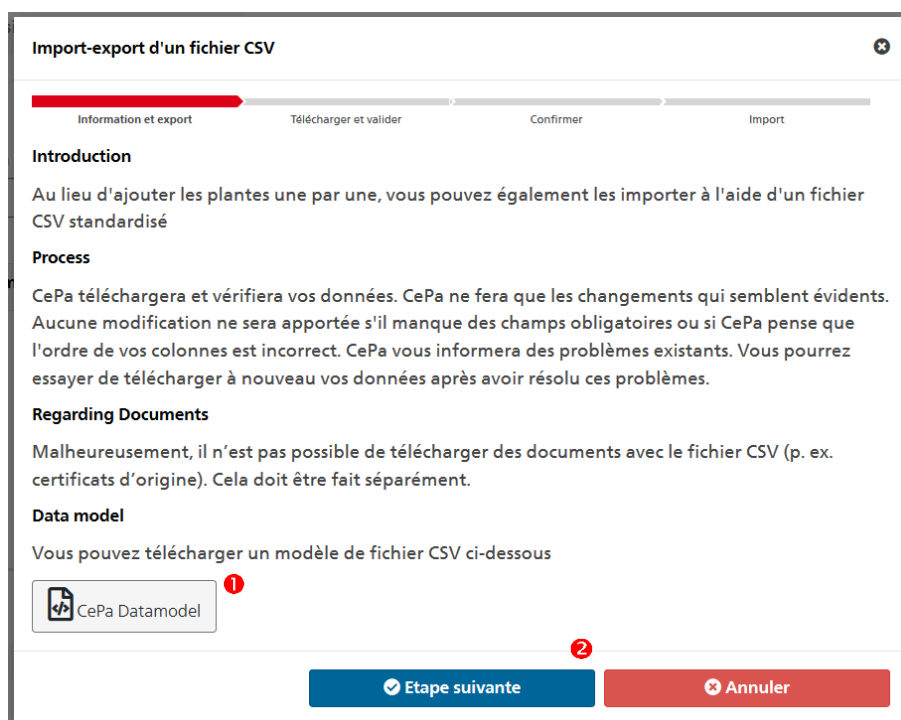 Import-export d'un fichier CSV
Information et export
Télécharger et valider
Confirmer
Import
Introduction
Au lieu d'ajouter les plantes une par une, vous pouvez également les importer à l'aide d'un fichier
CSV standardisé
Process
CePa téléchargera et vérifiera vos données. CePa ne fera que les changements qui semblent évidents.
Aucune modification ne sera apportée s'il manque des champs obligatoires ou si CePa pense que
l'ordre de vos colonnes est incorrect. CePa vous informera des problèmes existants. Vous pourrez
essayer de télécharger à nouveau vos données après avoir résolu ces problèmes.
Regarding Documents
Malheureusement, il n’est pas possible de télécharger des documents avec le fichier CSV (p. ex.
certificats d’origine). Cela doit être fait séparément.
Data model
Vous pouvez télécharger un modèle de fichier CSV ci-dessous
1
CePa Datamodel
2
Etape suivante
Annuler